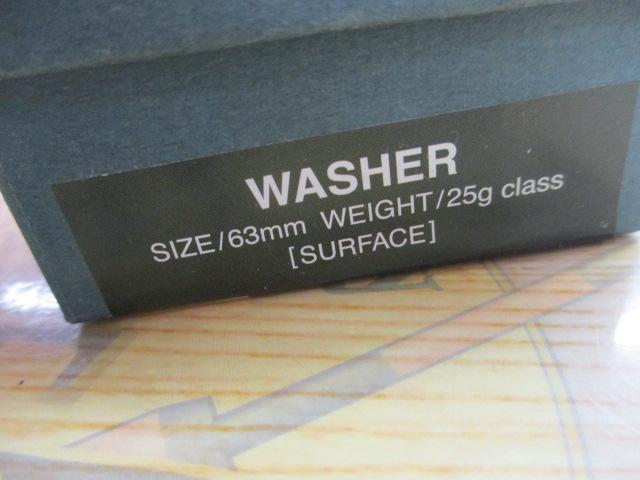 WASHER
SIZE/63mm WEIGHT/25g class
[SURFACE]